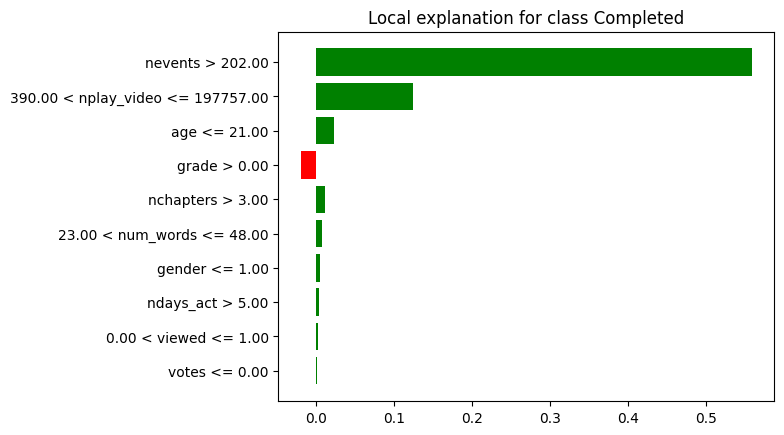 Local explanation for class Completed
nevents > 202.00
390.00 < nplay_video <= 197757.00
age <= 21.00
grade > 0.00
nchapters > 3.00
23.00 < num_words <= 48.00
gender <= 1.00
ndays_act > 5.00
0.00 < viewed <= 1.00
votes <= 0.00
0.0 0.1 0.2 0.3 0.4 0.5